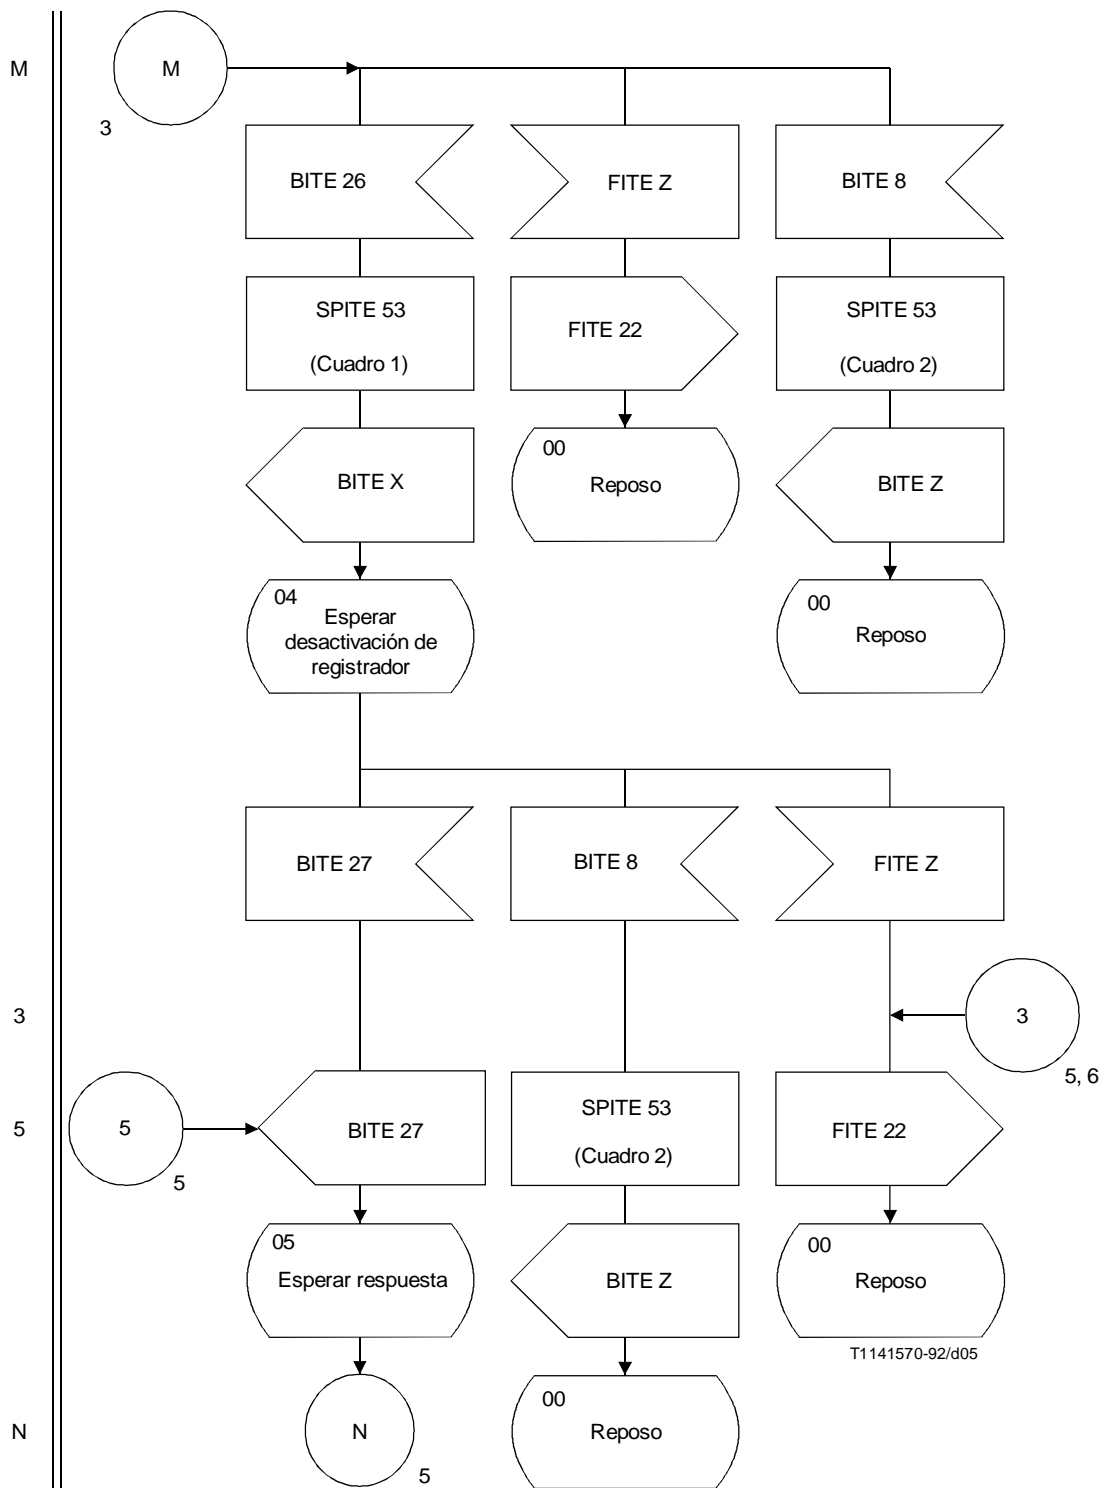 M
M
3
BITE 26
FITE Z
BITE 8
SPITE 53
(Cuadro 1)
FITE 22
SPITE 53
(Cuadro 2)
BITE X
00
Reposo
BITE Z
04
Esperar
desactivación de
registrador
00
Reposo
BITE 27
BITE 8
FITE Z
3
3
5, 6
5
5
5
BITE 27
SPITE 53
(Cuadro 2)
FITE 22
05
Esperar respuesta
BITE Z
00
Reposo
T1141570-92/d05
N
N
5
00
Reposo